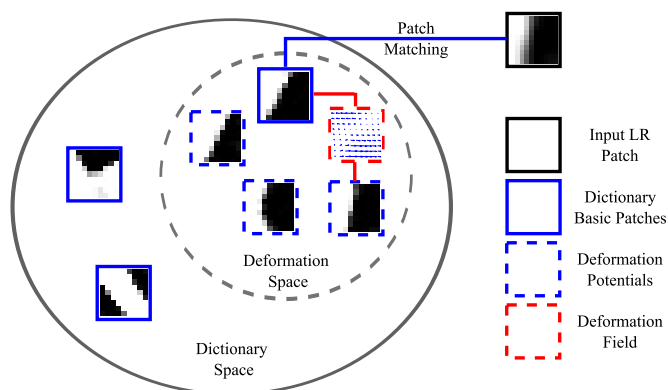 Patch
Matching
Input LR
Patch
Dictionary
Basic Patches
Deformation
Potentials
Deformation
Field
Deformation
Space
Dictionary
Space